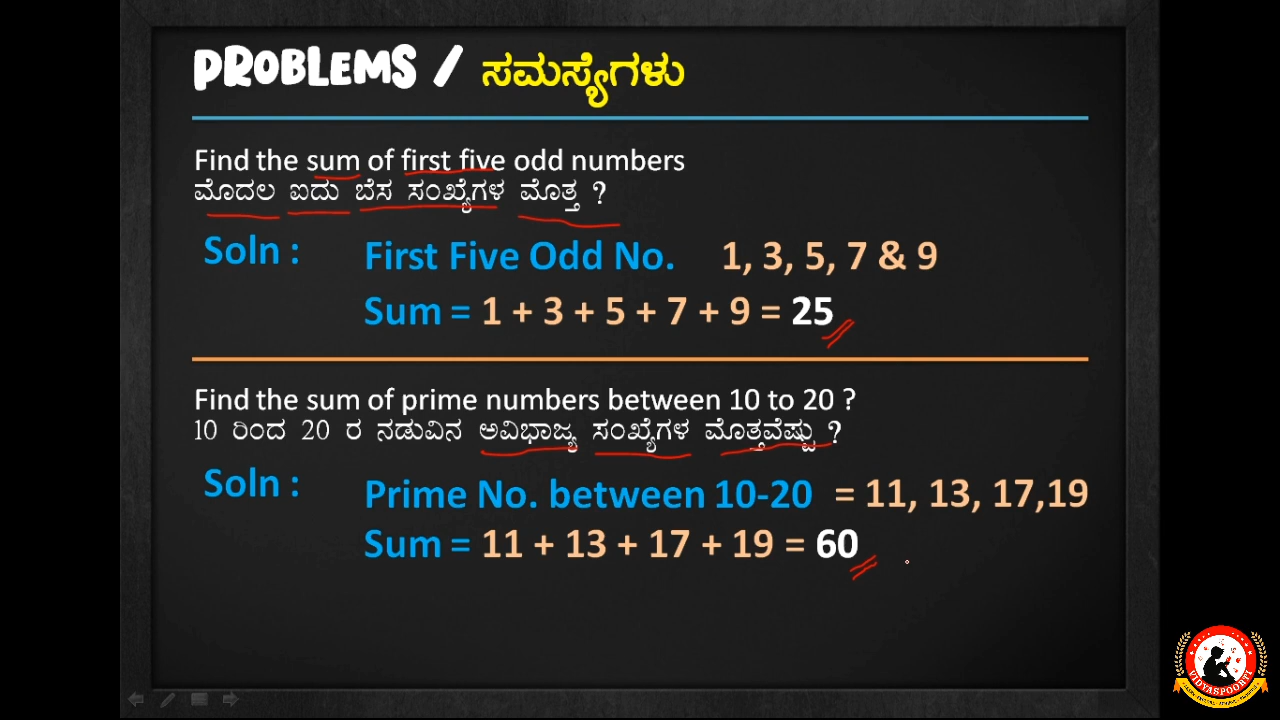 PROBLEMS / ಸಮಸ್ಯೆಗಳು
Find the sum of first five odd numbers
ಮೊದಲ ಐದು ಬೆಸ ಸಂಖ್ಯೆಗಳ ಮೊತ್ತ ?
Soln : First Five Odd No. 1, 3, 5, 7 & 9
Sum = 1 + 3 + 5 + 7 + 9 = 25
Find the sum of prime numbers between 10 to 20 ?
10 ರಿಂದ 20 ರ ನಡುವಿನ ಅವಿಭಾಜ್ಯ ಸಂಖ್ಯೆಗಳ ಮೊತ್ತವೆಷ್ಟು ?
Soln : Prime No. between 10-20 = 11, 13, 17,19
Sum = 11 + 13 + 17 + 19 = 60
VIDYASPOORTI